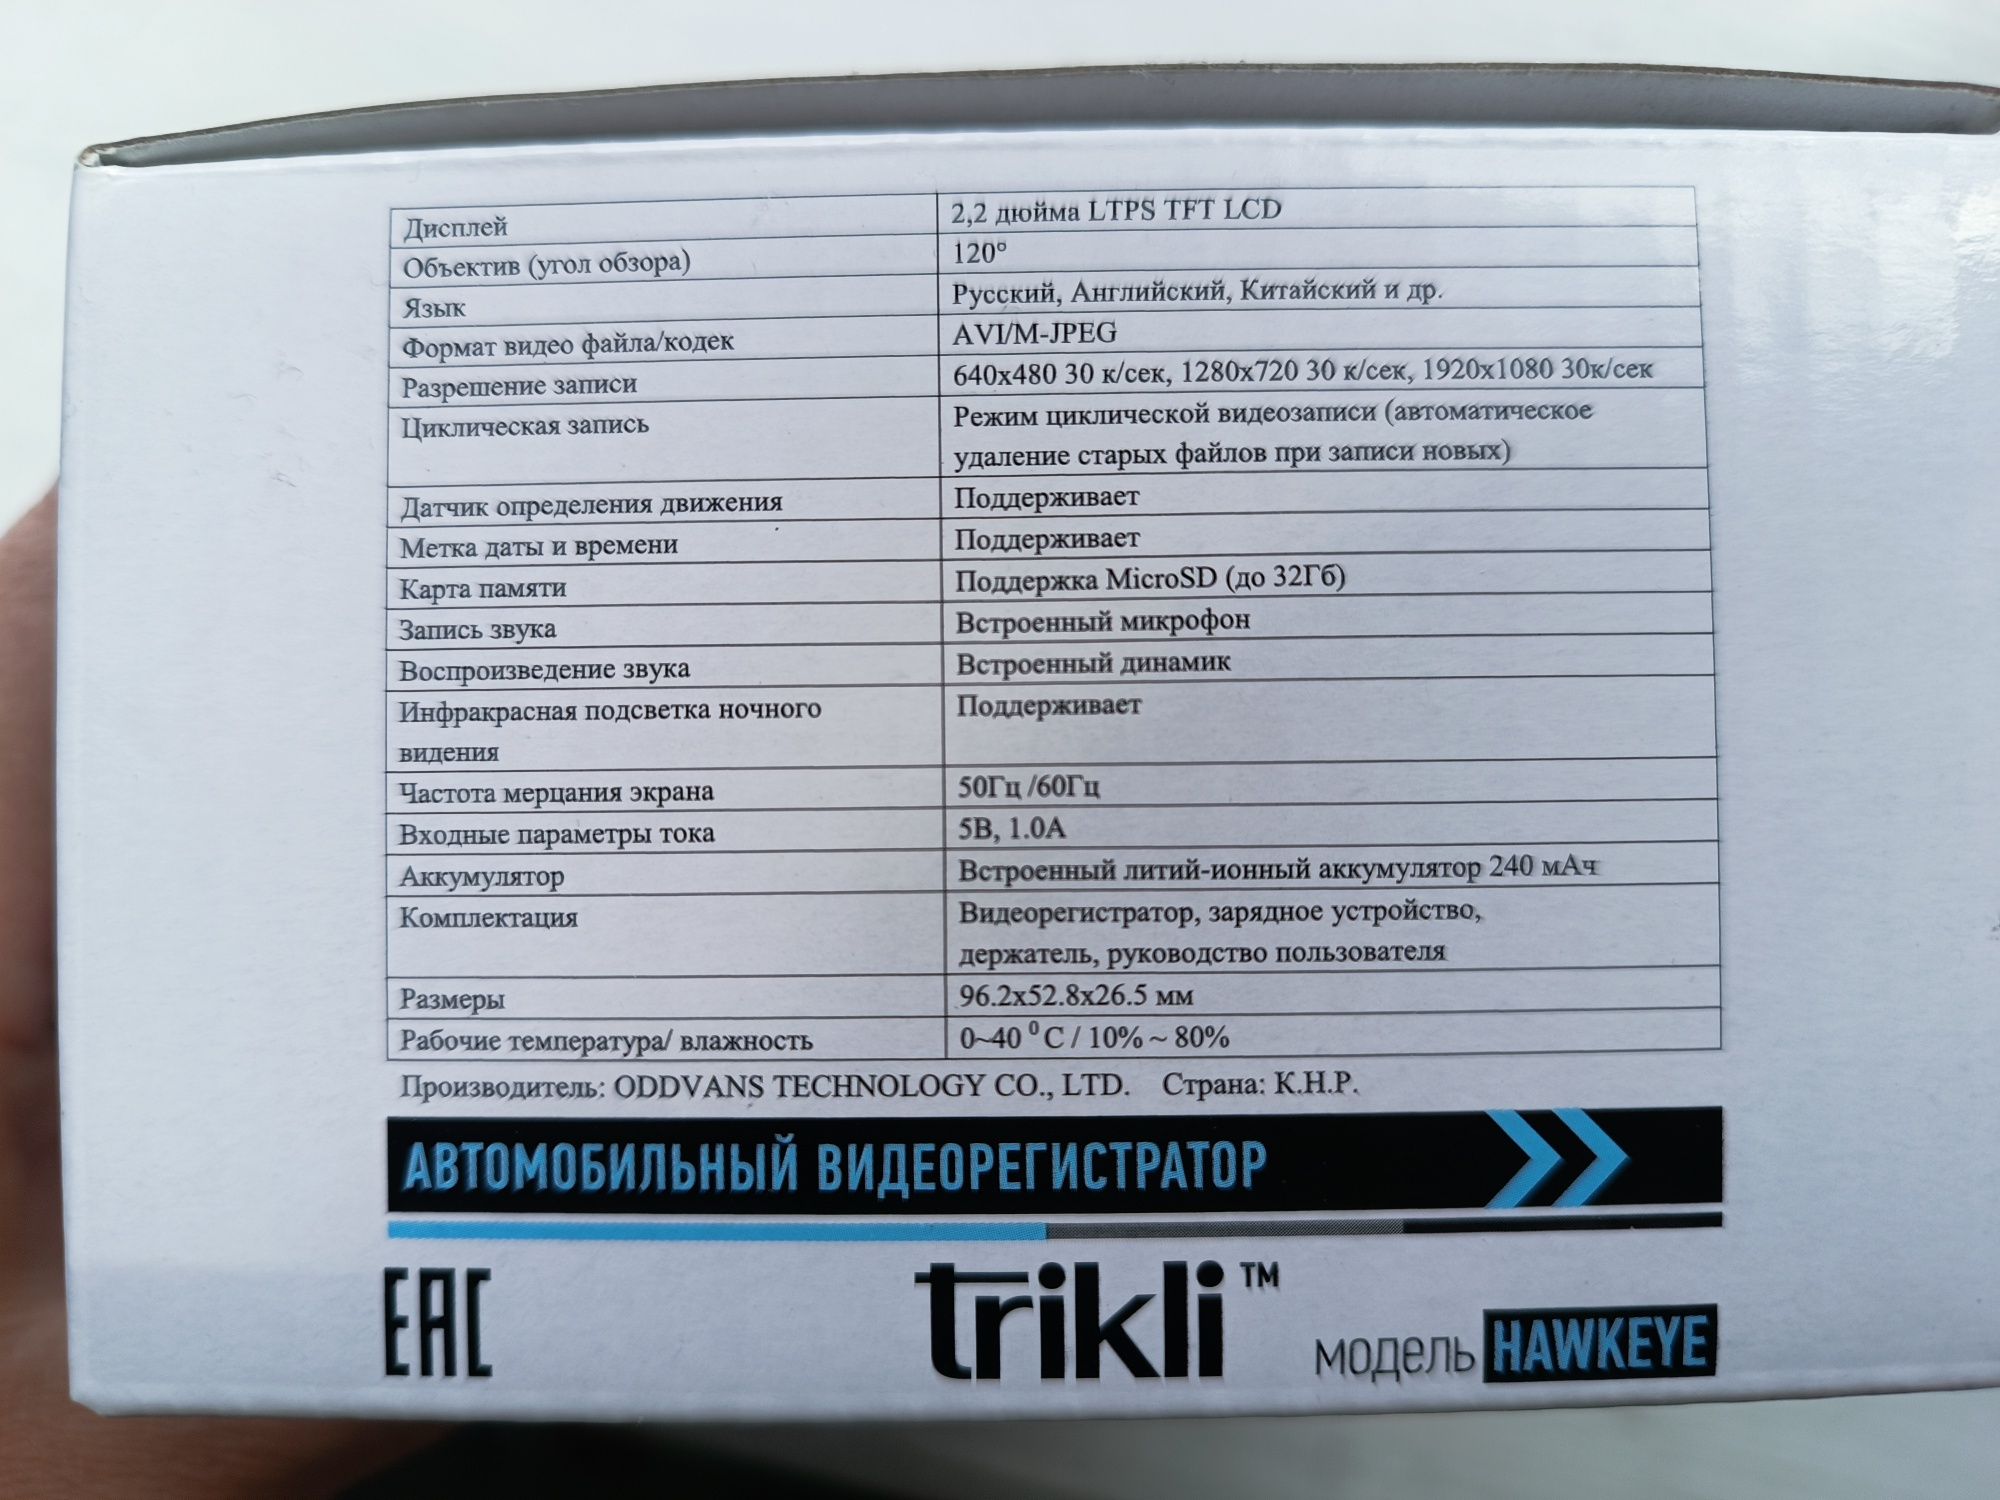 Дисплей 2,2 дюйма LTPS TFT LCD
Объектив (угол обзора) 120°
Язык Русский, Английский, Китайский и др.
Формат видео файла/кодек AVI/M-JPEG
Разрешение записи 640х480 30 к/сек, 1280х720 30 к/сек, 1920х1080 30к/сек
Циклическая запись Режим циклической видеозаписи (автоматическое
удаление старых файлов при записи новых)
Датчик определения движения Поддерживает
Метка даты и времени Поддерживает
Карта памяти Поддержка MicroSD (до 32Гб)
Запись звука Встроенный микрофон
Воспроизведение звука Встроенный динамик
Инфракрасная подсветка ночного Поддерживает
видения
Частота мерцания экрана 50Гц /60Гц
Входные параметры тока 5В, 1.0А
Аккумулятор Встроенный литий-ионный аккумулятор 240 мАч
Комплектация Видеорегистратор, зарядное устройство,
держатель, руководство пользователя
Размеры 96.2x52.8x26.5 мм
Рабочие температура/ влажность 0~40 ⁰ C / 10% ~ 80%
Производитель: ODDVANS TECHNOLOGY CO., LTD. Страна: К.Н.Р.
АВТОМОБИЛЬНЫЙ ВИДЕОРЕГИСТРАТОР
EAC trikli™ модель HAWKEYE